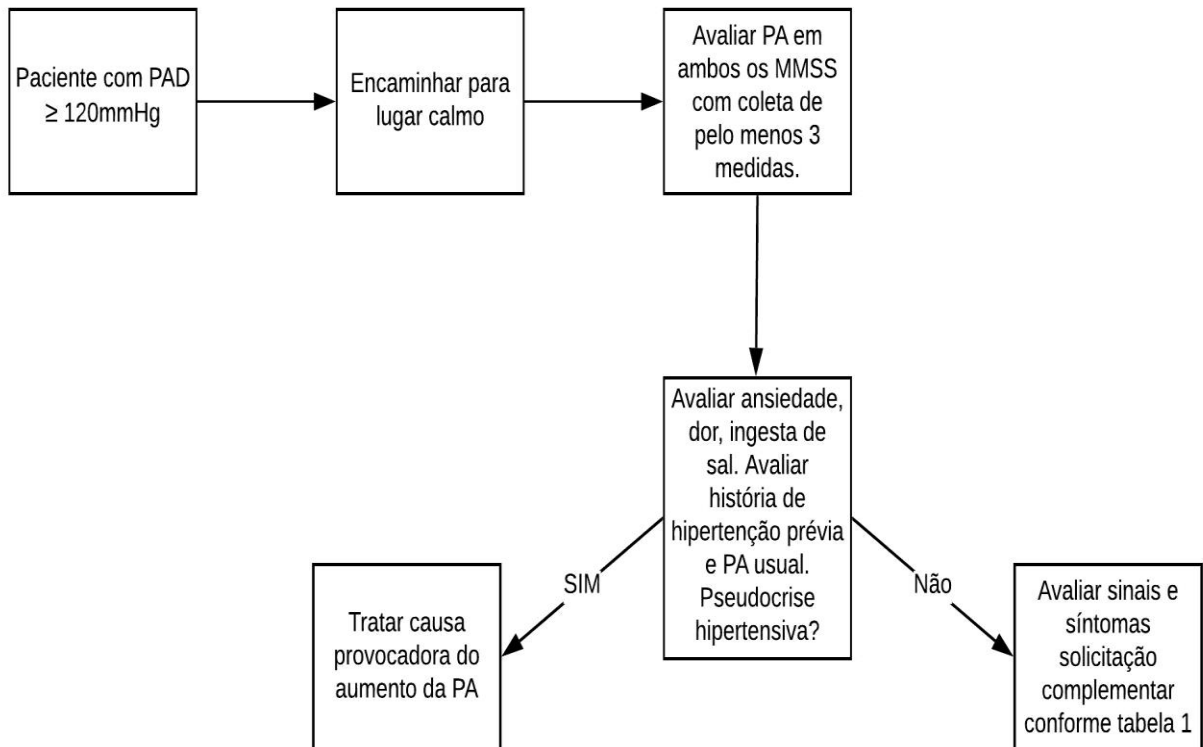 Paciente com PAD
≥ 120mmHg
Encaminhar para
lugar calmo
Avaliar PA em
ambos os MMSS
com coleta de
pelo menos 3
medidas.
Avaliar ansiedade,
dor, ingesta de
sal. Avaliar
história de
hipertenção prévia
e PA usual.
Pseudocrise
hipertensiva?
SIM
Não
Tratar causa
provocadora do
aumento da PA
Avaliar sinais e
síntomas
solicitação
complementar
conforme tabela 1